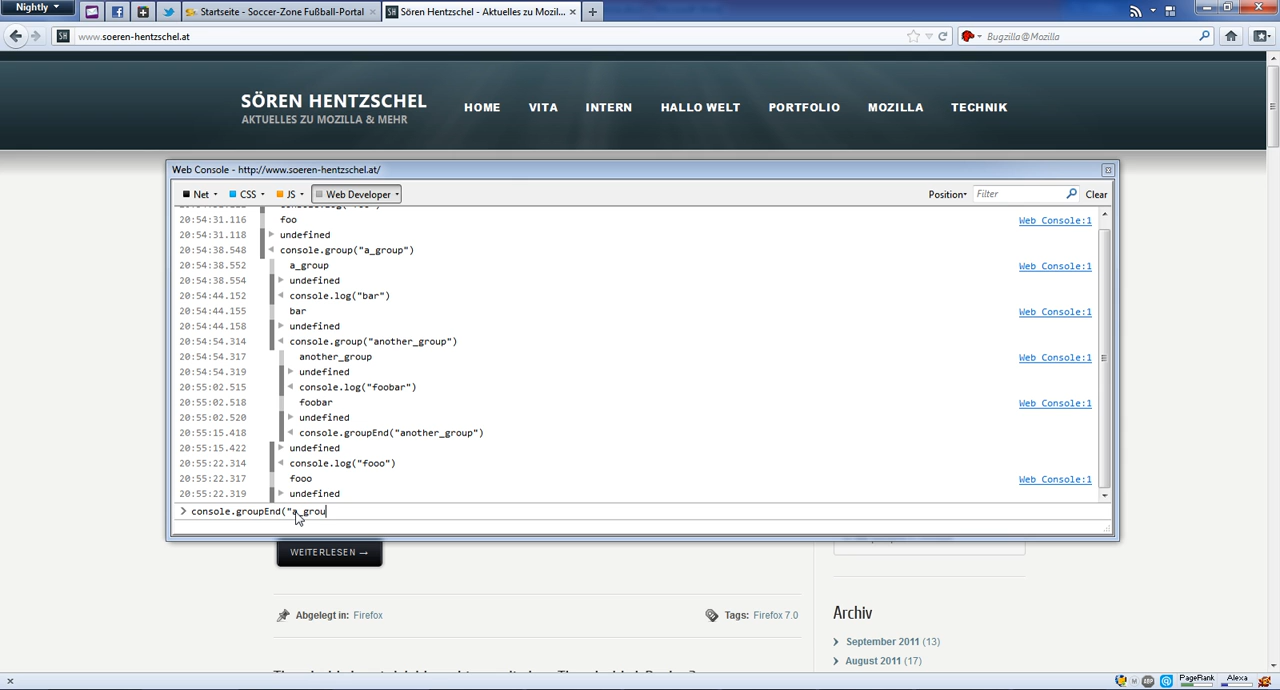 Nightly
Startseite - Soccer-Zone Fußball-Portal
Sören Hentzschel - Aktuelles zu Mozil...
www.soeren-hentzschel.at
Bugzilla@Mozilla
SÖREN HENTZSCHEL
AKTUELLES ZU MOZILLA & MEHR
HOME VITA INTERN HALLO WELT PORTFOLIO MOZILLA TECHNIK
Web Console - http://www.soeren-hentzschel.at/
Net CSS JS Web Developer Position Filter Clear
20:54:31.116 foo Web Console:1
20:54:31.118 undefined
20:54:38.548 console.group("a_group")
20:54:38.552 a_group Web Console:1
20:54:38.554 undefined
20:54:44.152 console.log("bar")
20:54:44.155 bar Web Console:1
20:54:44.158 undefined
20:54:54.314 console.group("another_group")
20:54:54.317 another_group Web Console:1
20:54:54.319 undefined
20:55:02.515 console.log("foobar")
20:55:02.518 foobar Web Console:1
20:55:02.520 undefined
20:55:15.418 console.groupEnd("another_group")
20:55:15.422 undefined
20:55:22.314 console.log("fooo")
20:55:22.317 fooo Web Console:1
20:55:22.319 undefined
console.groupEnd("a_grou
WEITERLESEN →
Abgelegt in: Firefox
Tags: Firefox 7.0
Archiv
September 2011 (13)
August 2011 (17)
PageRank Alexa